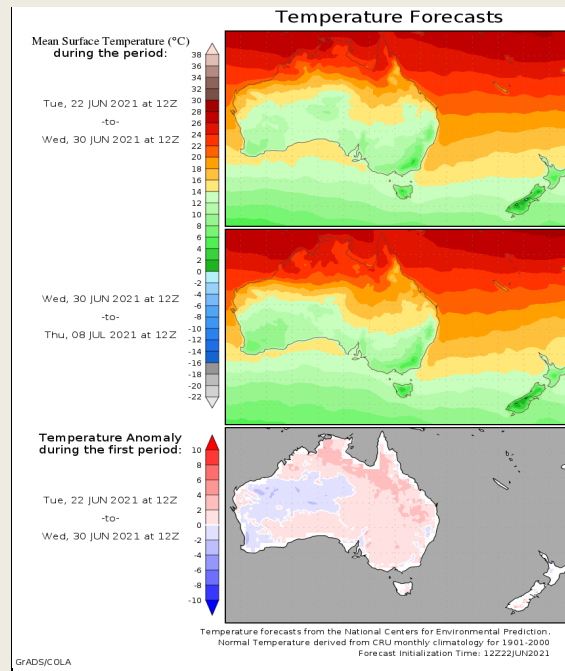 Temperature Forecasts
Mean Surface Temperature (°C)
during the period:
Tue, 22 JUN 2021 at 12Z
-to-
Wed, 30 JUN 2021 at 12Z
38
36
34
32
30
28
26
24
22
20
18
16
14
12
10
8
6
4
2
0
-2
-4
-6
-8
-10
-12
-14
-16
-18
-20
-22
Wed, 30 JUN 2021 at 12Z
-to-
Thu, 08 JUL 2021 at 12Z
Temperature Anomaly
during the first period:
Tue, 22 JUN 2021 at 12Z
-to-
Wed, 30 JUN 2021 at 12Z
10
8
6
4
2
0
-2
-4
-6
-8
-10
Temperature forecasts from the National Centers for Environmental Prediction.
Normal Temperature derived from CRU monthly climatology for 1901-2000
Forecast Initialization Time: 12Z22JUN2021
GrADS/COLA